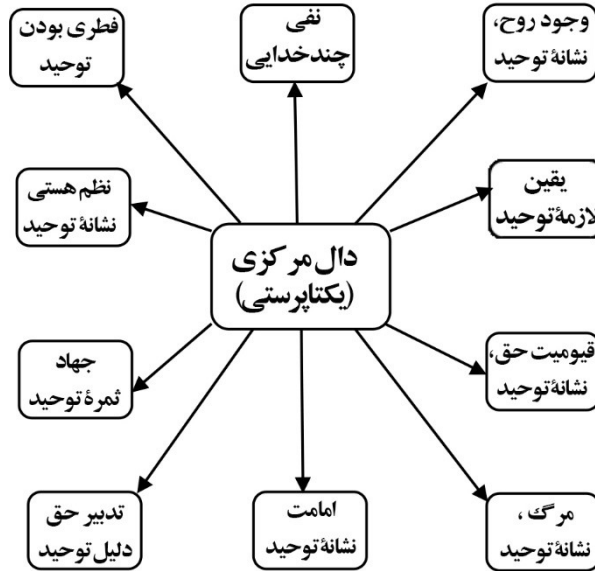 وجود روح،
نشانهٔ توحید
نفی
چندخدایی
فطری بودن
توحید
یقین
لازمهٔ توحید
نظم هستی
نشانهٔ توحید
دال مرکزی
(یکتاپرستی)
قیومیت حق،
نشانهٔ توحید
جهاد
ثمرهٔ توحید
مرگ،
نشانهٔ توحید
امامت
نشانهٔ توحید
تدبیر حق
دلیل توحید